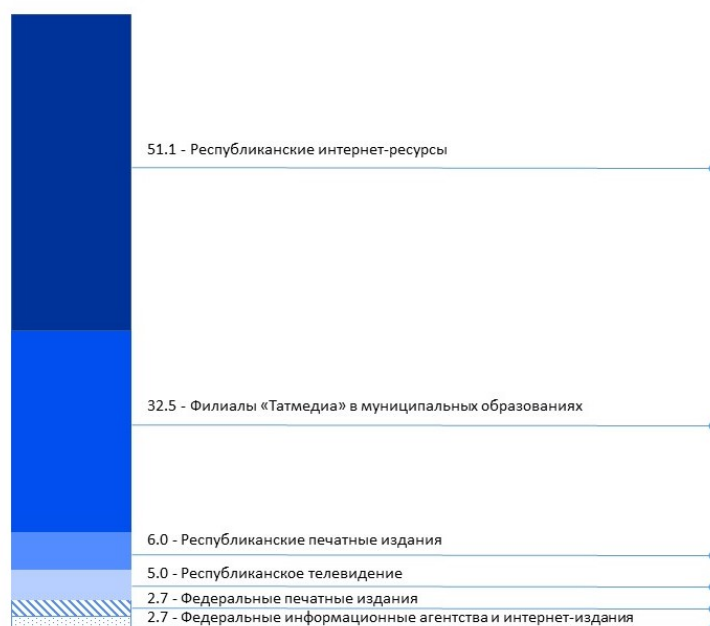 51.1 - Республиканские интернет-ресурсы
32.5 - Филиалы «Татмедиа» в муниципальных образованиях
6.0 - Республиканские печатные издания
5.0 - Республиканское телевидение
2.7 - Федеральные печатные издания
2.7 - Федеральные информационные агентства и интернет-издания